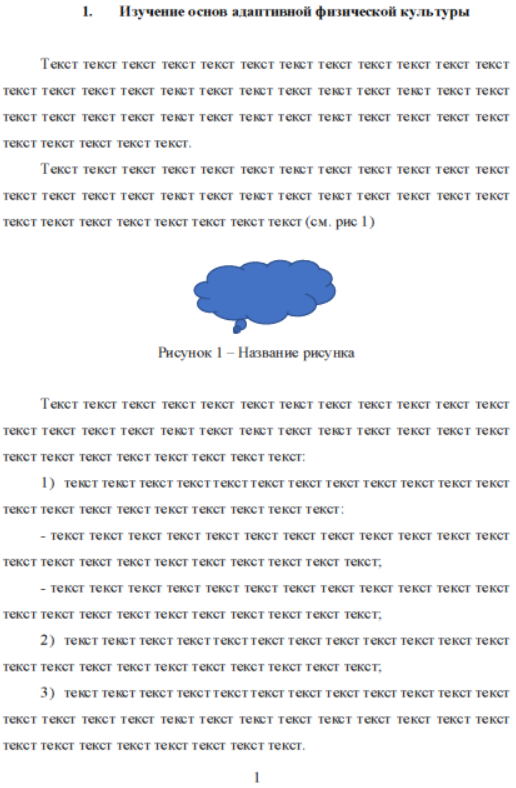 1. Изучение основ адаптивной физической культуры
Текст текст текст текст текст текст текст текст текст текст текст текст
текст текст текст текст текст текст текст текст текст текст текст текст текст
текст текст текст текст текст текст текст текст текст текст текст текст текст
текст текст текст текст текст.
Текст текст текст текст текст текст текст текст текст текст текст текст
текст текст текст текст текст текст текст текст текст текст текст текст текст
текст текст текст текст текст текст текст текст (см. рис 1)
Рисунок 1 – Название рисунка
Текст текст текст текст текст текст текст текст текст текст текст текст
текст текст текст текст текст текст текст текст текст текст текст текст текст
текст текст текст текст текст текст текст текст:
1) текст текст текст текст текст текст текст текст текст текст текст текст
текст текст текст текст текст текст текст текст текст:
- текст текст текст текст текст текст текст текст текст текст текст текст
текст текст текст текст текст текст текст текст текст текст;
- текст текст текст текст текст текст текст текст текст текст текст текст
текст текст текст текст текст текст текст текст текст текст;
2) текст текст текст текст текст текст текст текст текст текст текст текст
текст текст текст текст текст текст текст текст текст текст;
3) текст текст текст текст текст текст текст текст текст текст текст текст
текст текст текст текст текст текст текст текст текст текст текст текст текст
текст текст текст текст текст текст текст текст.
1